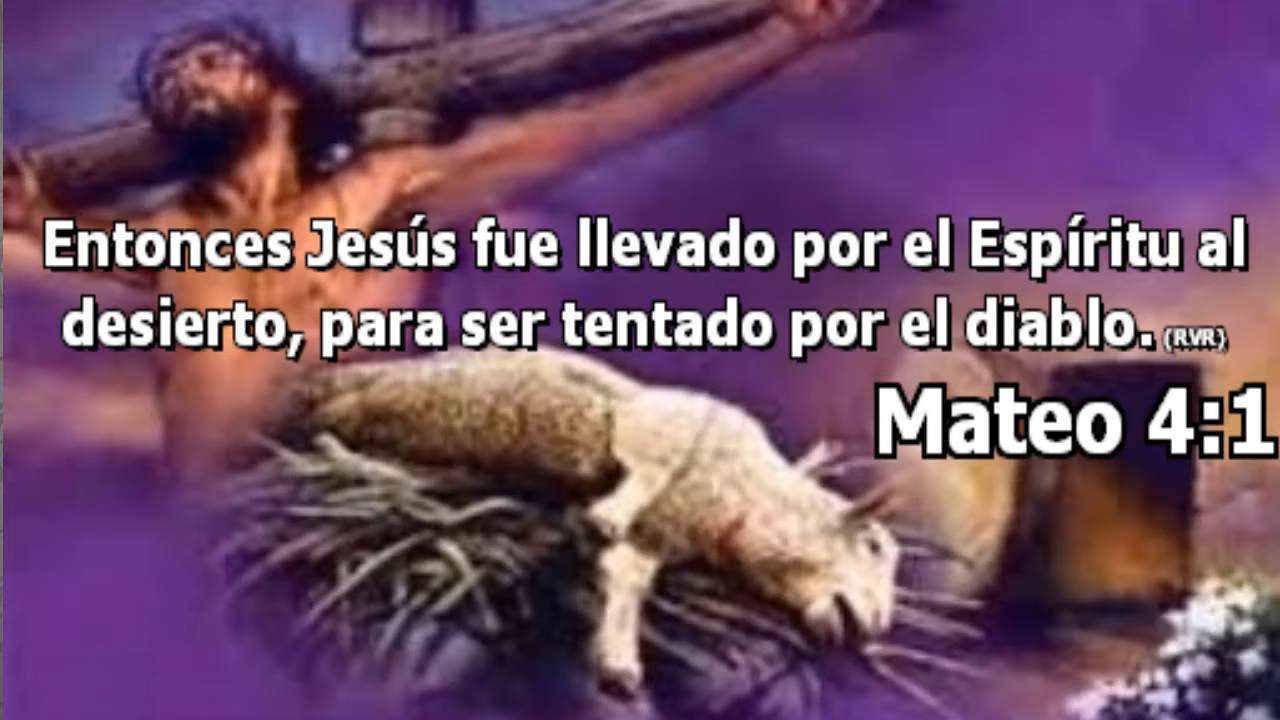 Entonces Jesús fue llevado por el Espíritu al
desierto, para ser tentado por el diablo. (RVR)
Mateo 4:1